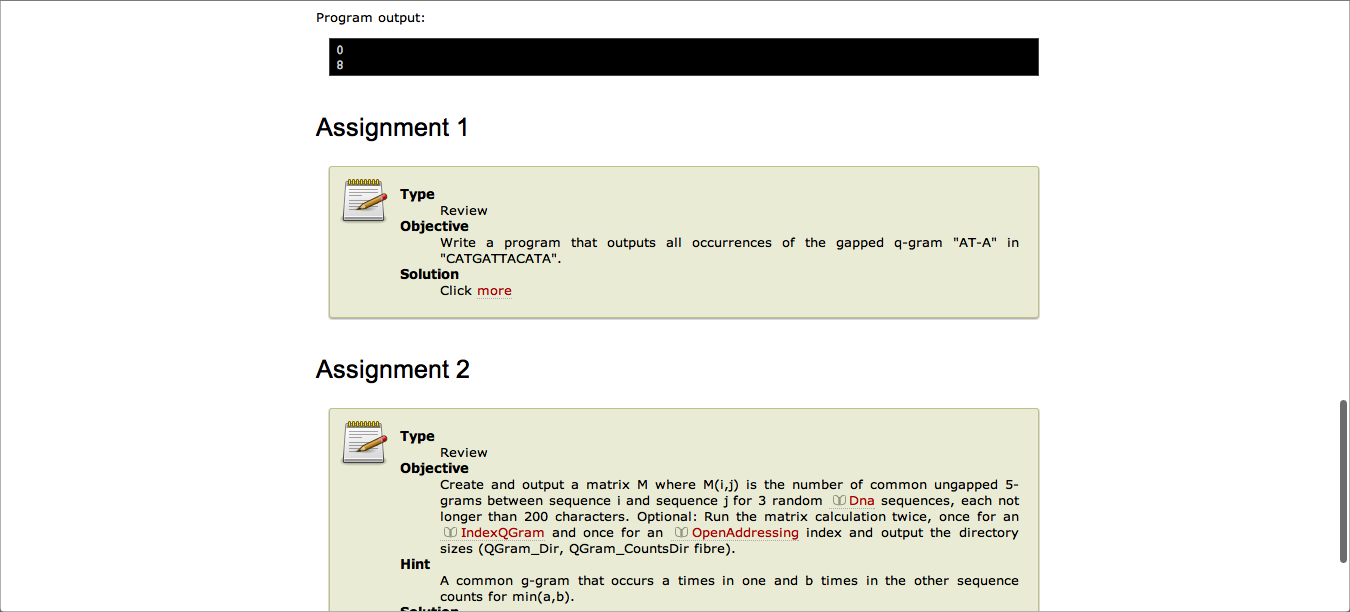 Program output:
0
8
Assignment 1
Type
Review
Objective
Write a program that outputs all occurrences of the gapped q-gram "AT-A" in
"CATGATTACATA".
Solution
Click more
Assignment 2
Type
Review
Objective
Create and output a matrix M where M(i,j) is the number of common ungapped 5-
grams between sequence i and sequence j for 3 random Dna sequences, each not
longer than 200 characters. Optional: Run the matrix calculation twice, once for an
IndexQGram and once for an OpenAddressing index and output the directory
sizes (QGram_Dir, QGram_CountsDir fibre).
Hint
A common g-gram that occurs a times in one and b times in the other sequence
counts for min(a,b).
Solution